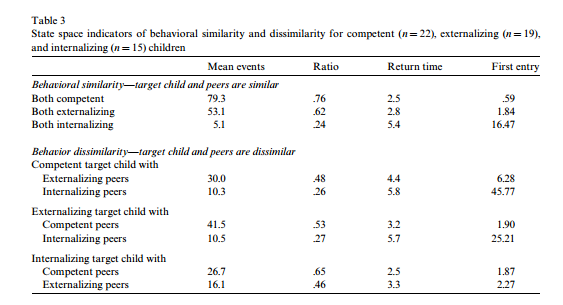 Table 3
State space indicators of behavioral similarity and dissimilarity for competent (n = 22), externalizing (n = 19),
and internalizing (n = 15) children
Mean events Ratio Return time First entry
Behavioral similarity—target child and peers are similar
Both competent 79.3 .76 2.5 .59
Both externalizing 53.1 .62 2.8 1.84
Both internalizing 5.1 .24 5.4 16.47
Behavior dissimilarity—target child and peers are dissimilar
Competent target child with
Externalizing peers 30.0 .48 4.4 6.28
Internalizing peers 10.3 .26 5.8 45.77
Externalizing target child with
Competent peers 41.5 .53 3.2 1.90
Internalizing peers 10.5 .27 5.7 25.21
Internalizing target child with
Competent peers 26.7 .65 2.5 1.87
Externalizing peers 16.1 .46 3.3 2.27